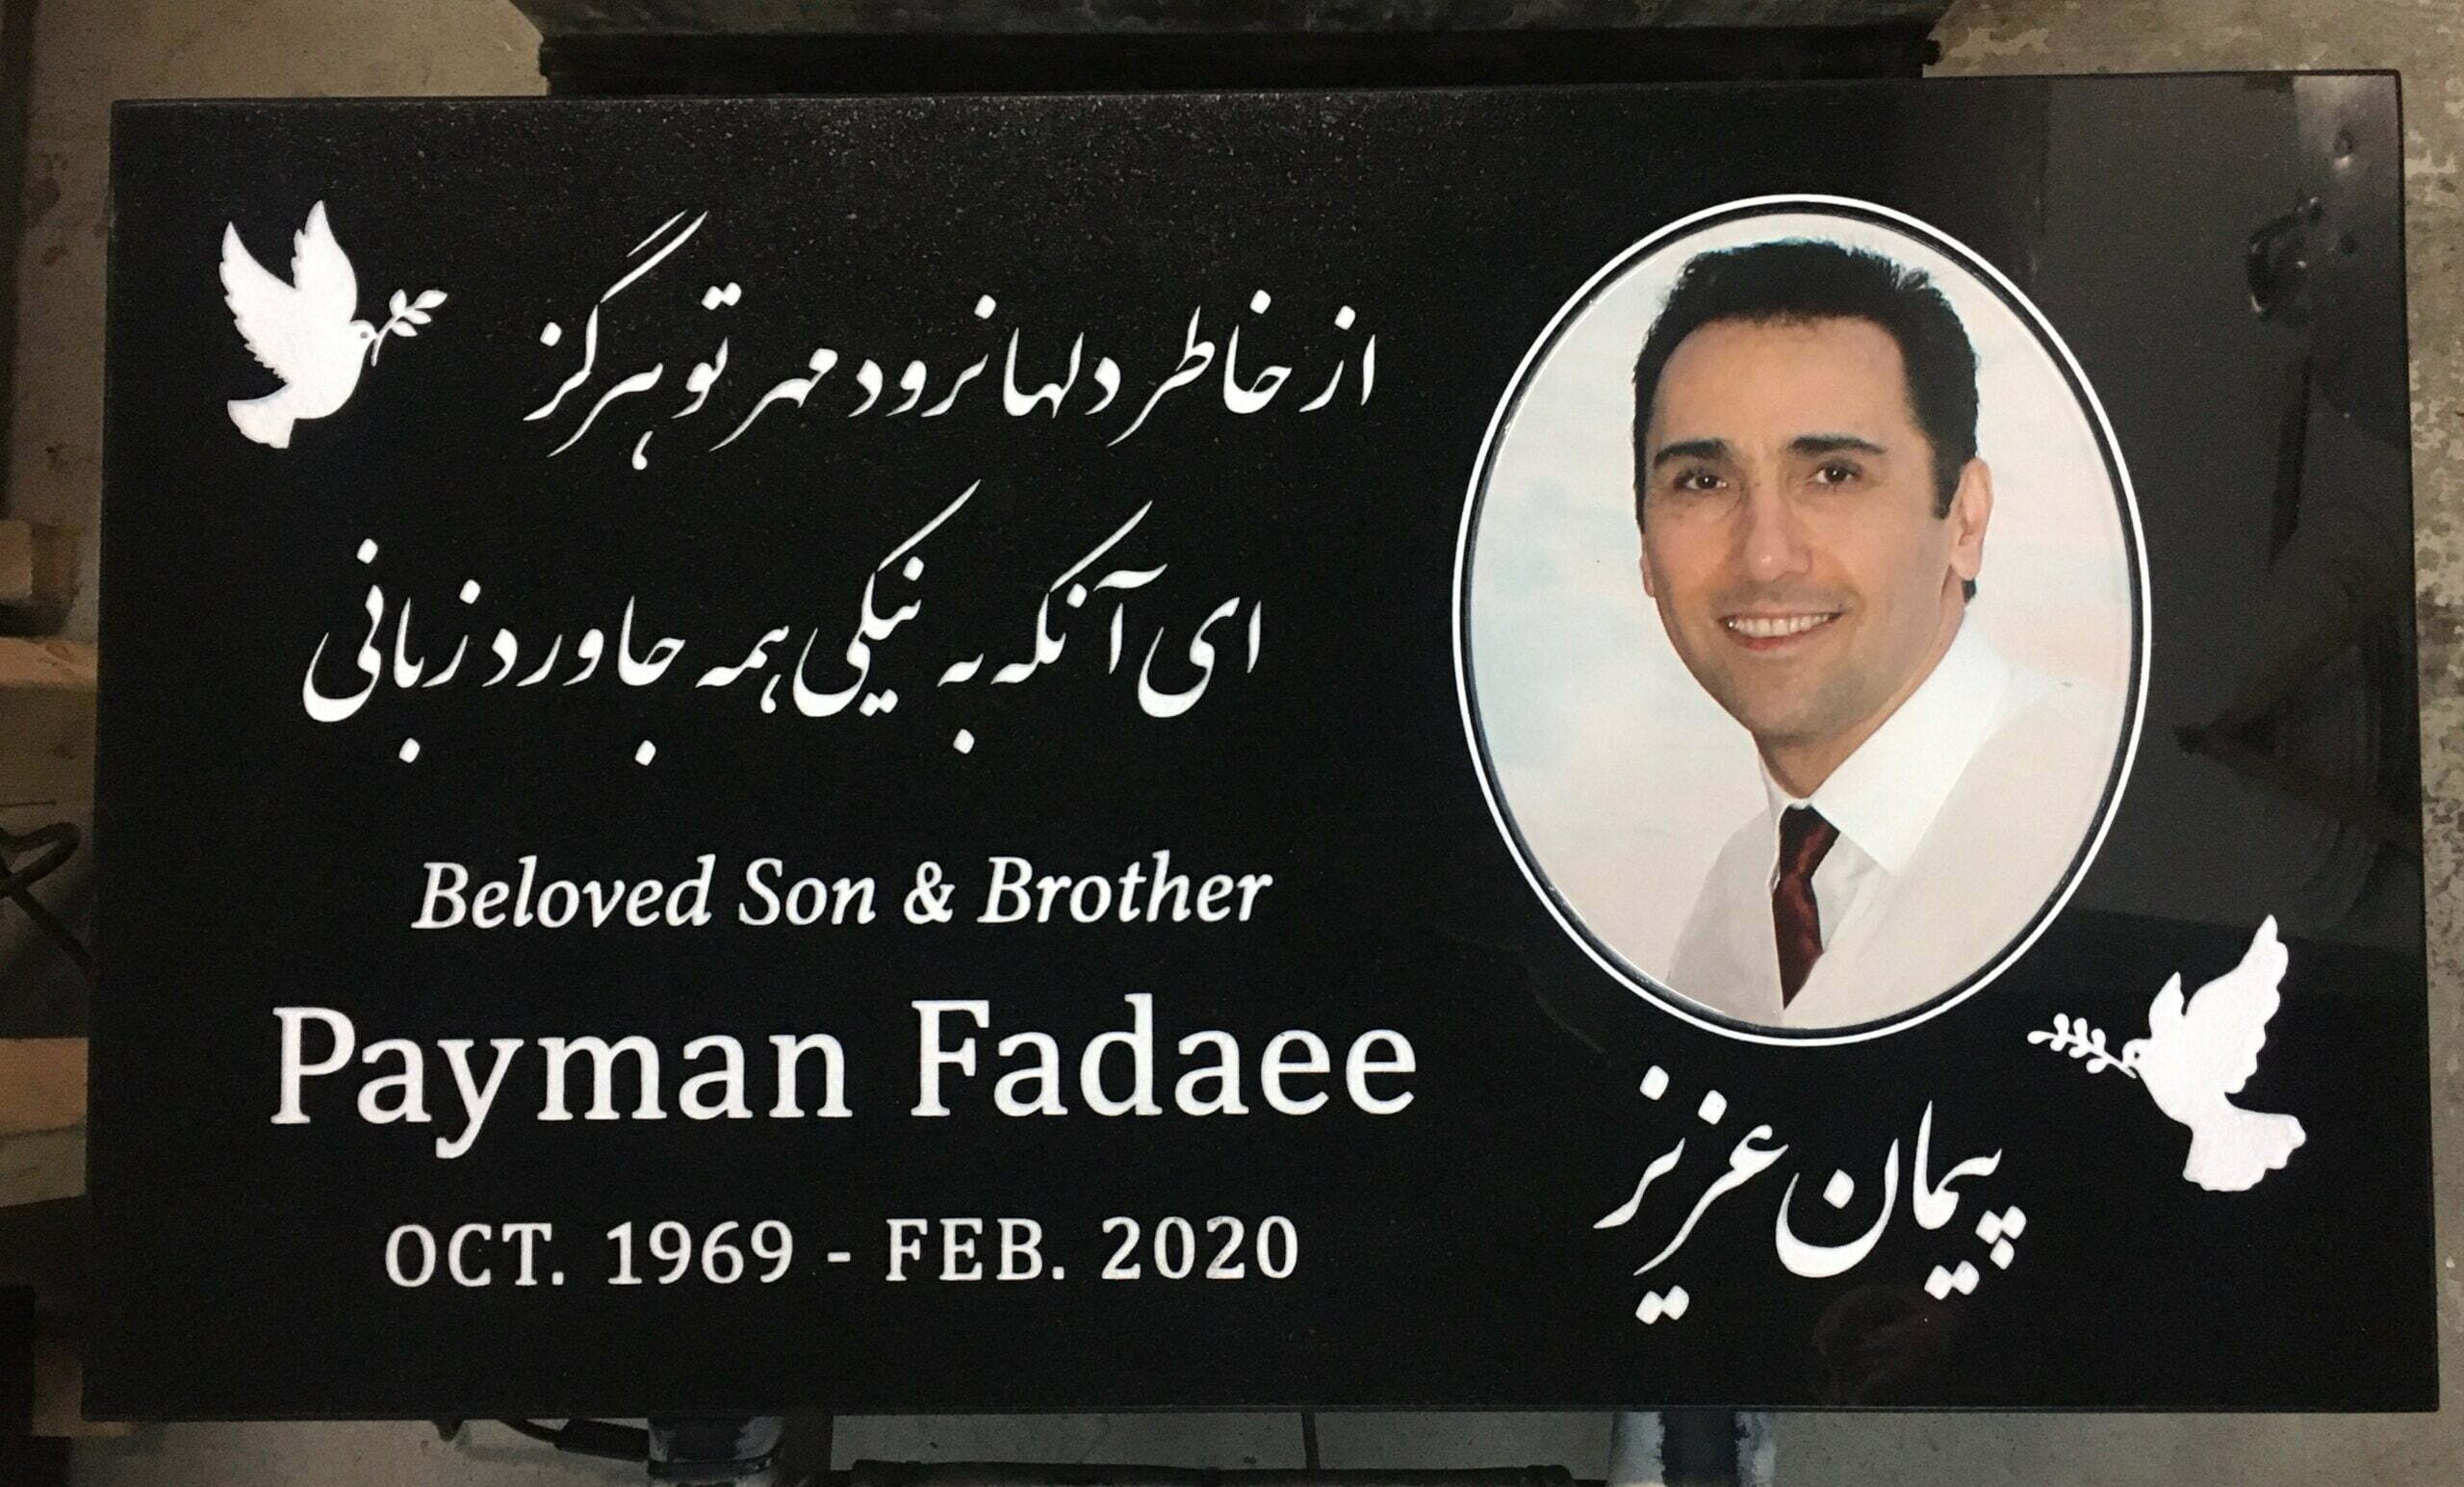 از خاطر دلها نرود مهر تو هرگز
ای آنکه به نیکی همه جا ورد زبانی
Beloved Son & Brother
Payman Fadaee
OCT. 1969 - FEB. 2020
پیمان عزیز